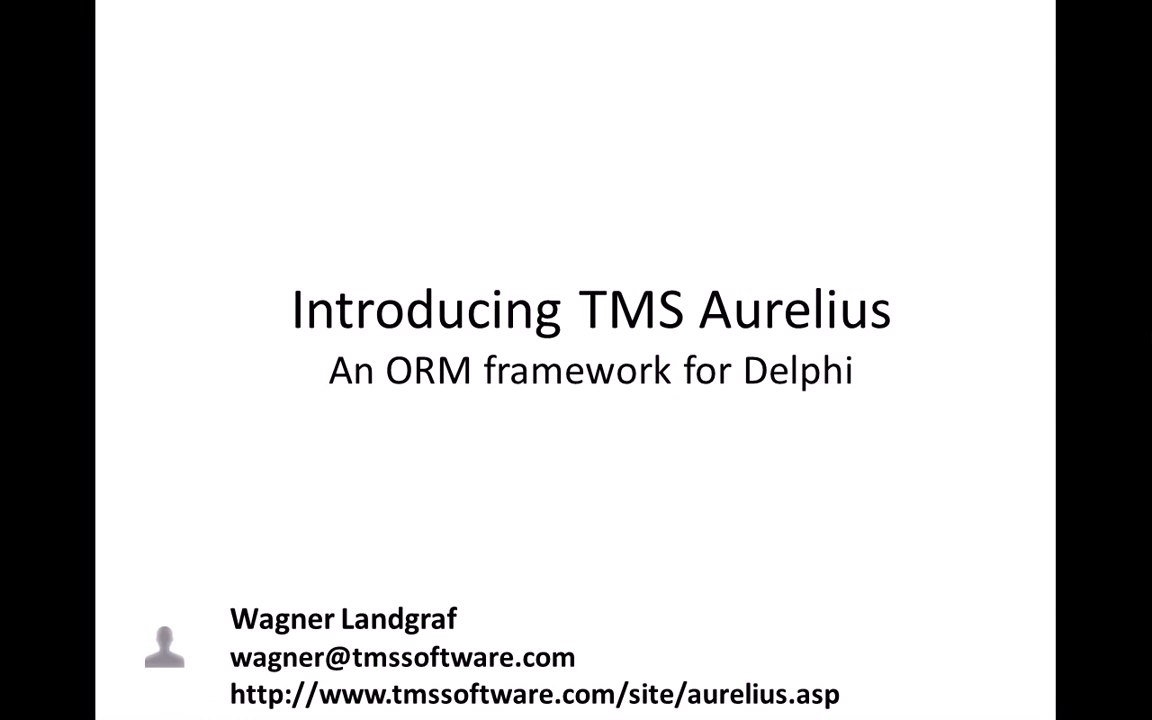 Introducing TMS Aurelius
An ORM framework for Delphi
Wagner Landgraf
wagner@tmssoftware.com
http://www.tmssoftware.com/site/aurelius.asp